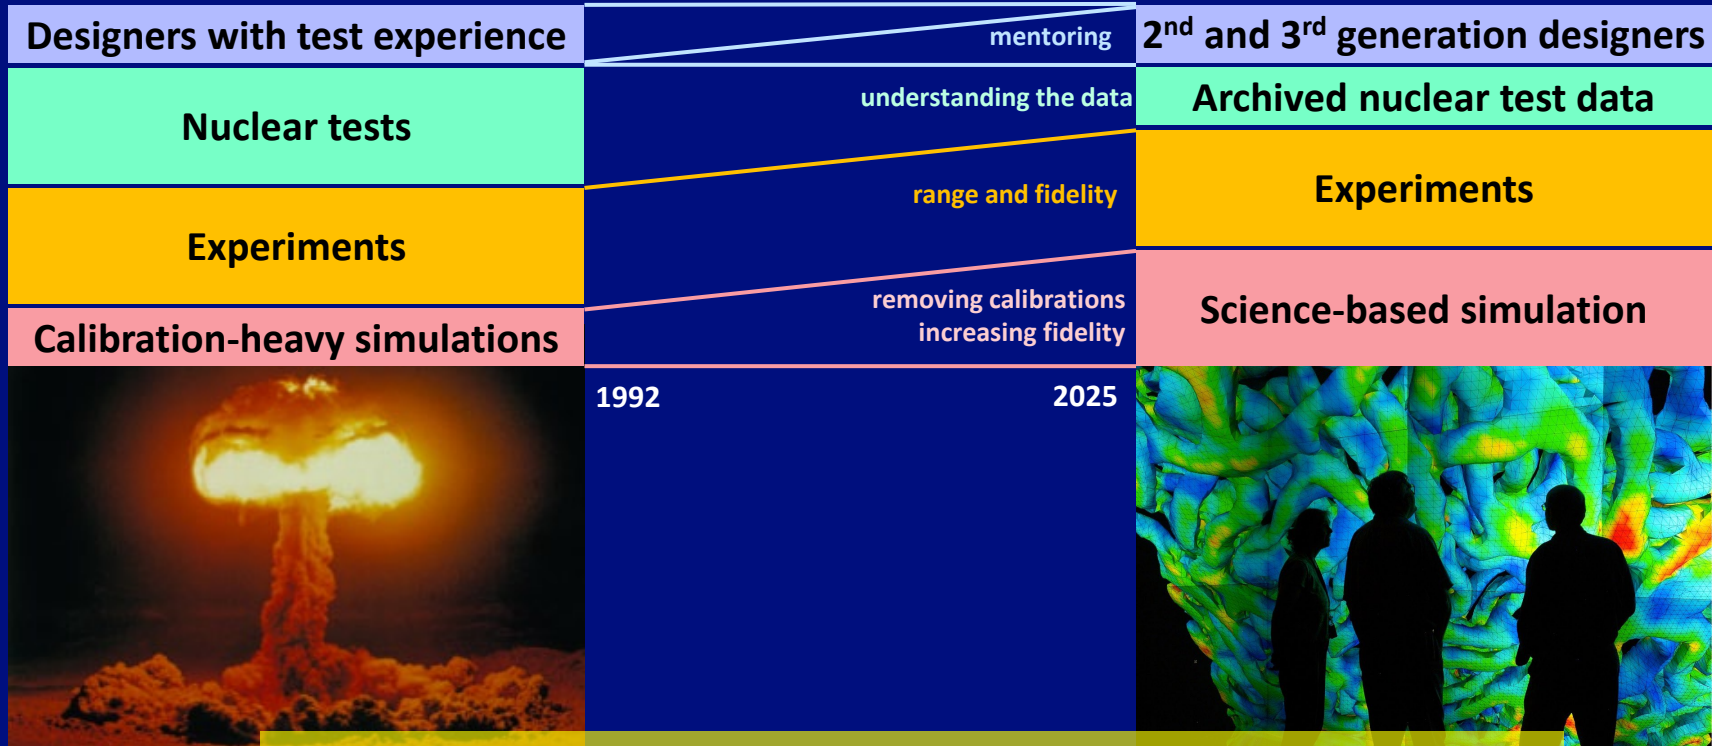 Designers with test experience
Nuclear tests
Experiments
Calibration-heavy simulations
mentoring
understanding the data
range and fidelity
removing calibrations
increasing fidelity
1992 2025
2nd and 3rd generation designers
Archived nuclear test data
Experiments
Science-based simulation